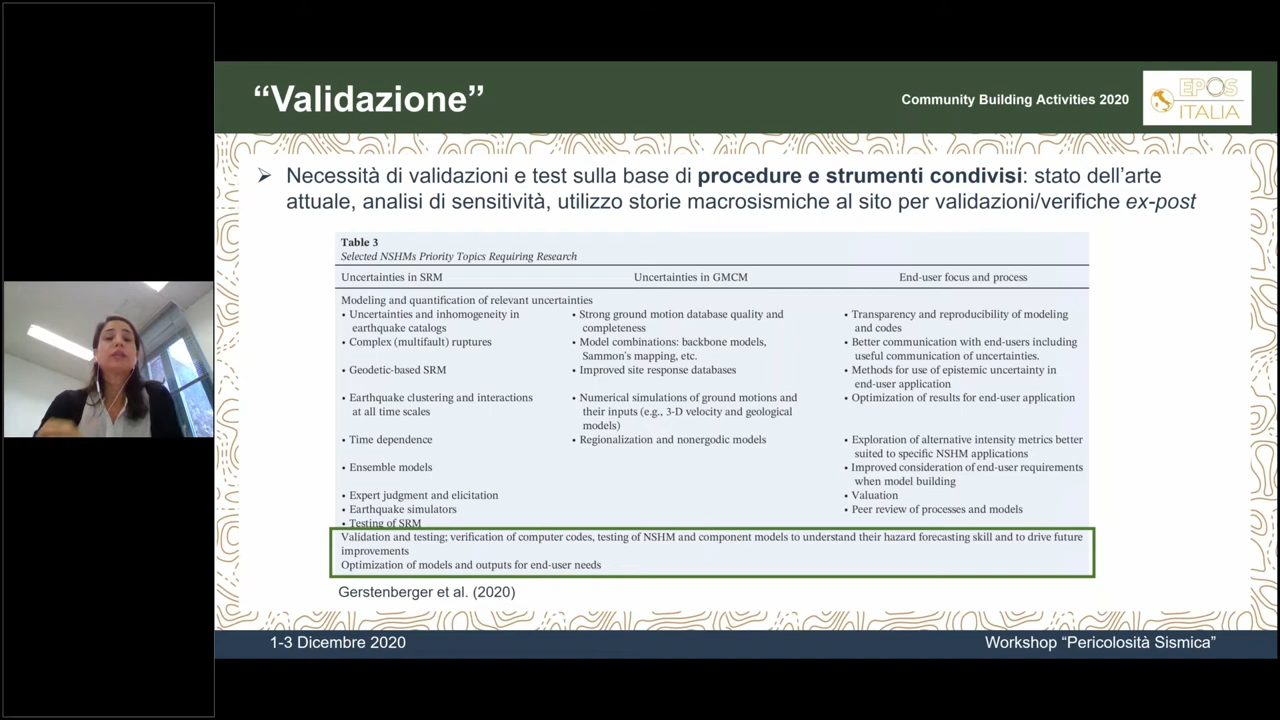 “Validazione”
Community Building Activities 2020
EPOS
ITALIA
➢ Necessità di validazioni e test sulla base di procedure e strumenti condivisi: stato dell’arte
attuale, analisi di sensitività, utilizzo storie macrosismiche al sito per validazioni/verifiche ex-post
Table 3
Selected NSHMs Priority Topics Requiring Research
Uncertainties in SRM Uncertainties in GMCM End-user focus and process
Modeling and quantification of relevant uncertainties
• Uncertainties and inhomogeneity in
earthquake catalogs
• Complex (multifault) ruptures
• Geodetic-based SRM
• Earthquake clustering and interactions
at all time scales
• Time dependence
• Ensemble models
• Expert judgment and elicitation
• Earthquake simulators
• Testing of SRM
• Strong ground motion database quality and
completeness
• Model combinations: backbone models,
Sammon's mapping, etc.
• Improved site response databases
• Numerical simulations of ground motions and
their inputs (e.g., 3-D velocity and geological
models)
• Regionalization and nonergodic models
• Transparency and reproducibility of modeling
and codes
• Better communication with end-users including
useful communication of uncertainties.
• Methods for use of epistemic uncertainty in
end-user application
• Optimization of results for end-user application
• Exploration of alternative intensity metrics better
suited to specific NSHM applications
• Improved consideration of end-user requirements
when model building
• Valuation
• Peer review of processes and models
Validation and testing; verification of computer codes, testing of NSHM and component models to understand their hazard forecasting skill and to drive future
improvements
Optimization of models and outputs for end-user needs
Gerstenberger et al. (2020)
1-3 Dicembre 2020
Workshop “Pericolosità Sismica”